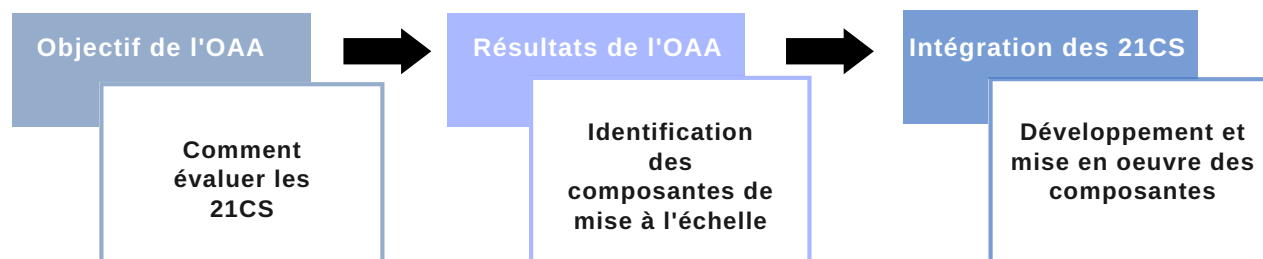 Objectif de l'OAA
Comment
évaluer les
21CS
Résultats de l'OAA
Identification
des
composantes de
mise à l'échelle
Intégration des 21CS
Développement et
mise en oeuvre des
composantes